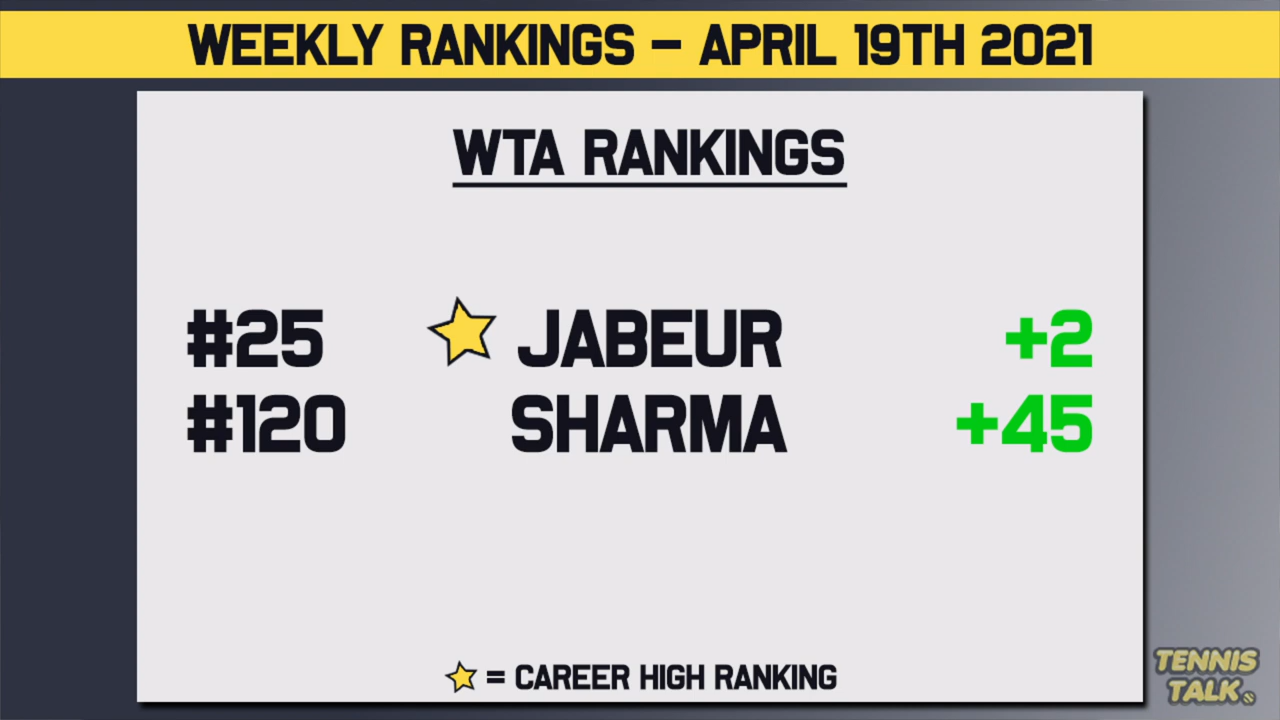 WEEKLY RANKINGS – APRIL 19TH 2021
WTA RANKINGS
#25 JABEUR +2
#120 SHARMA +45
= CAREER HIGH RANKING
TENNIS
TALK